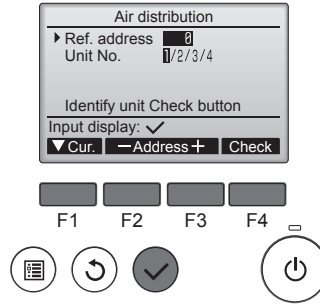 Air distribution
▶ Ref. address 0
Unit No. 1/2/3/4
Identify unit Check button
Input display: ✓
▼ Cur. − Address + Check
F1 F2 F3 F4